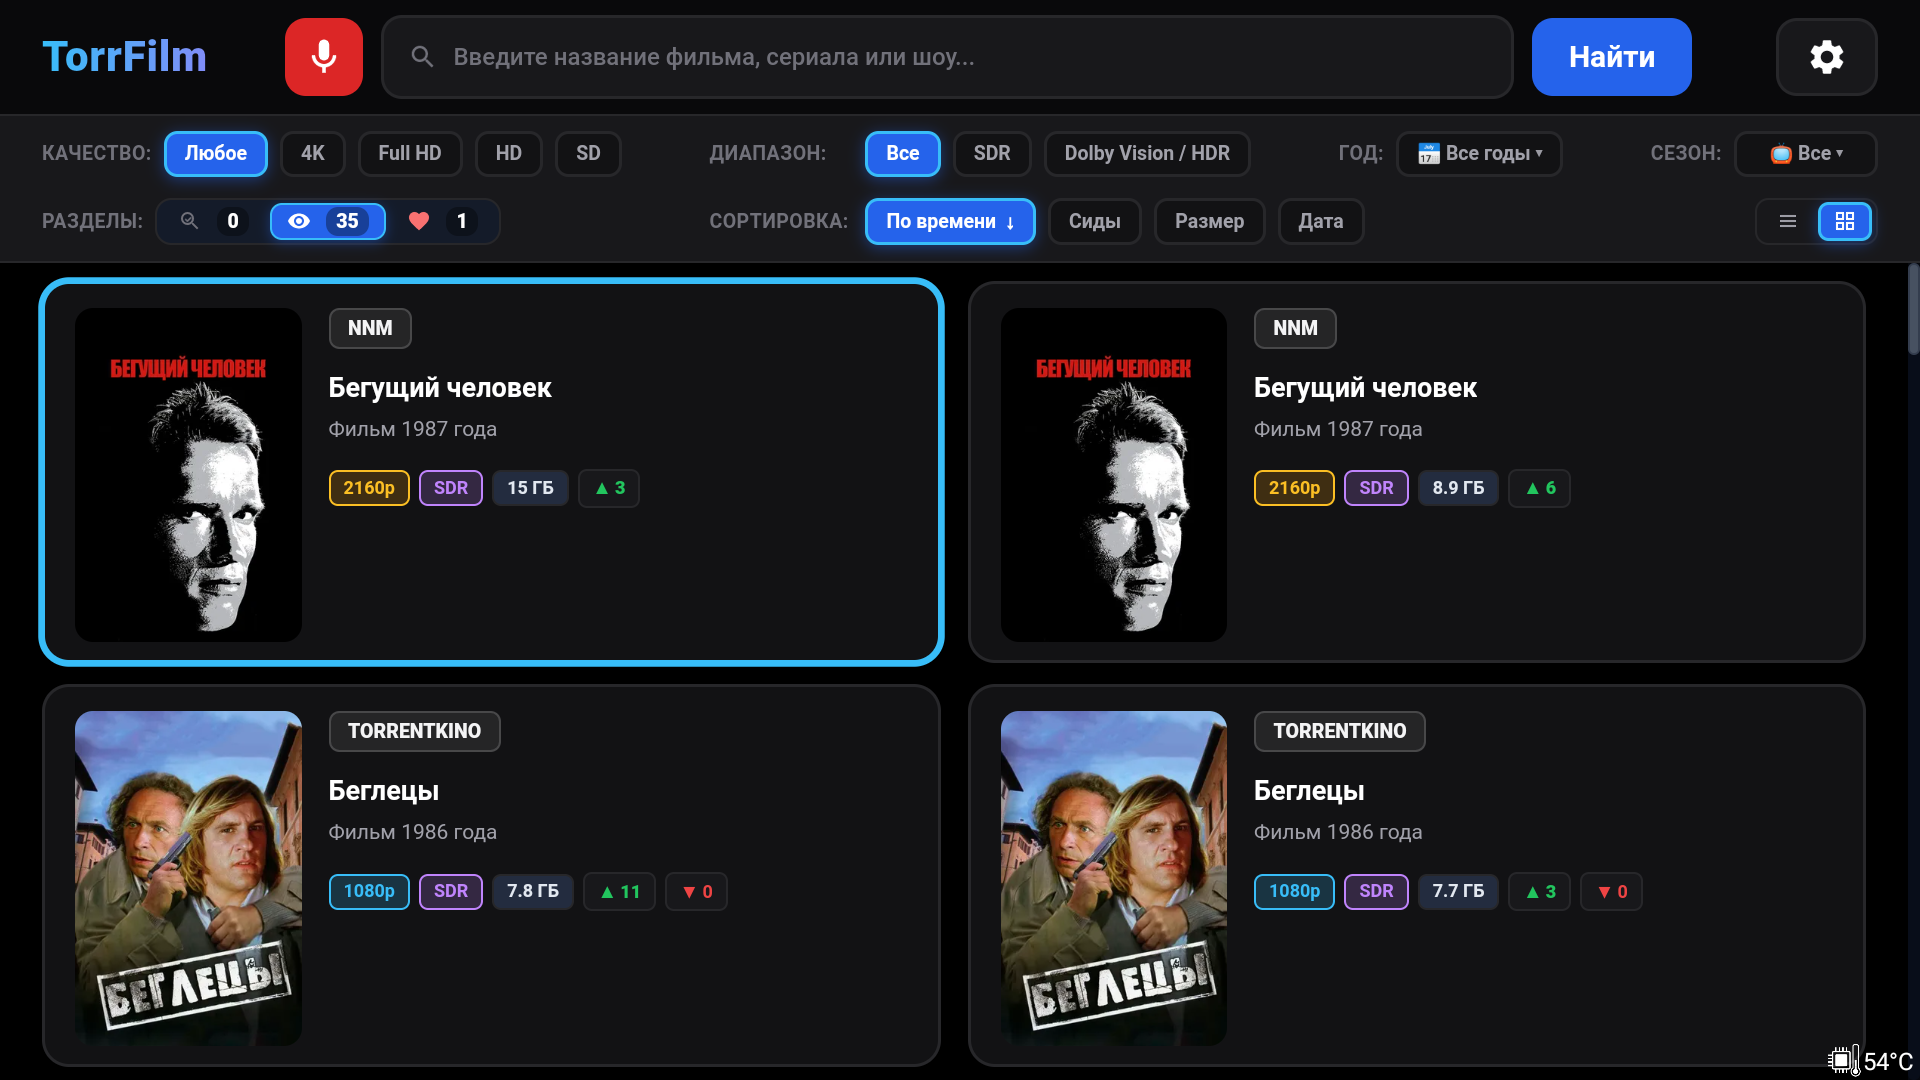 TorrFilm
Введите название фильма, сериала или шоу...
Найти
КАЧЕСТВО: Любое 4K Full HD HD SD
ДИАПАЗОН: Все SDR Dolby Vision / HDR
ГОД: July 17 Все годы ▾
СЕЗОН: Все ▾
РАЗДЕЛЫ: 0 35 1
СОРТИРОВКА: По времени ↓ Сиды Размер Дата
БЕГУЩИЙ ЧЕЛОВЕК
NNM
Бегущий человек
Фильм 1987 года
2160p SDR 15 ГБ ▲ 3
БЕГУЩИЙ ЧЕЛОВЕК
NNM
Бегущий человек
Фильм 1987 года
2160p SDR 8.9 ГБ ▲ 6
TORRENTKINO
Беглецы
Фильм 1986 года
1080p SDR 7.8 ГБ ▲ 11 ▼ 0
БЕГЛЕЦЫ
TORRENTKINO
Беглецы
Фильм 1986 года
1080p SDR 7.7 ГБ ▲ 3 ▼ 0
БЕГЛЕЦЫ
54°C